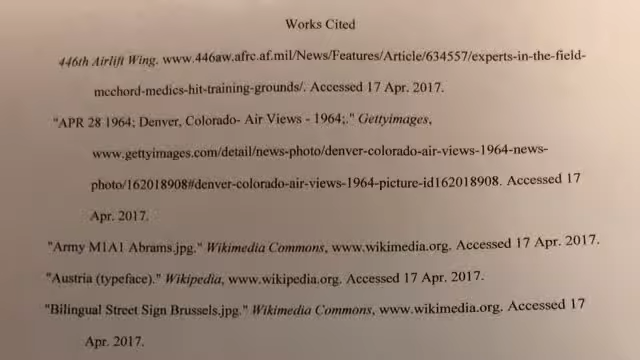 Works Cited
446th Airlift Wing. www.446aw.afrc.af.mil/News/Features/Article/634557/experts-in-the-field-
mcchord-medics-hit-training-grounds/. Accessed 17 Apr. 2017.
"APR 28 1964; Denver, Colorado- Air Views - 1964;." Gettyimages,
www.gettyimages.com/detail/news-photo/denver-colorado-air-views-1964-news-
photo/162018908#denver-colorado-air-views-1964-picture-id162018908. Accessed 17
Apr. 2017.
"Army M1A1 Abrams.jpg." Wikimedia Commons, www.wikimedia.org. Accessed 17 Apr. 2017.
"Austria (typeface)." Wikipedia, www.wikipedia.org. Accessed 17 Apr. 2017.
"Bilingual Street Sign Brussels.jpg." Wikimedia Commons, www.wikimedia.org. Accessed 17
Apr. 2017.